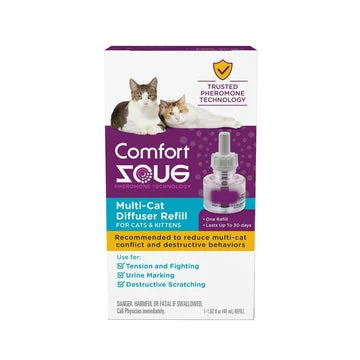 TRUSTED
PHEROMONE
TECHNOLOGY
Comfort
PHEROMONE TECHNOLOGY
Multi-Cat
Diffuser Refill
FOR CATS & KITTENS
• One Refill
• Lasts Up To 30 days
Recommended to reduce multi-cat
conflict and destructive behaviors
Use for:
Tension and Fighting
Urine Marking
Destructive Scratching
DANGER. HARMFUL OR FATAL IF SWALLOWED.
Call Physician immediately.
1-1.62 fl oz (48 mL) REFILL